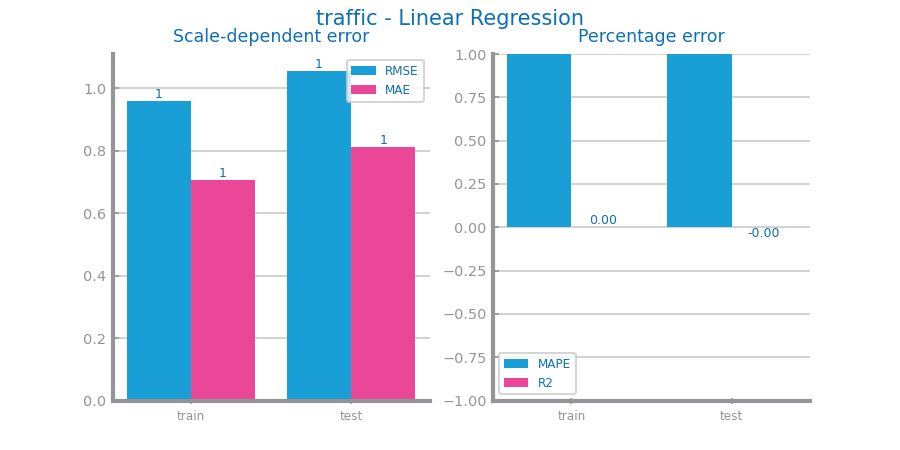 traffic - Linear Regression
Scale-dependent error
1.0
0.8
0.6
0.4
0.2
0.0
1
1
1
1
RMSE
MAE
train
test
Percentage error
1.00
0.75
0.50
0.25
0.00
−0.25
−0.50
−0.75
−1.00
0.00
-0.00
MAPE
R2
train
test